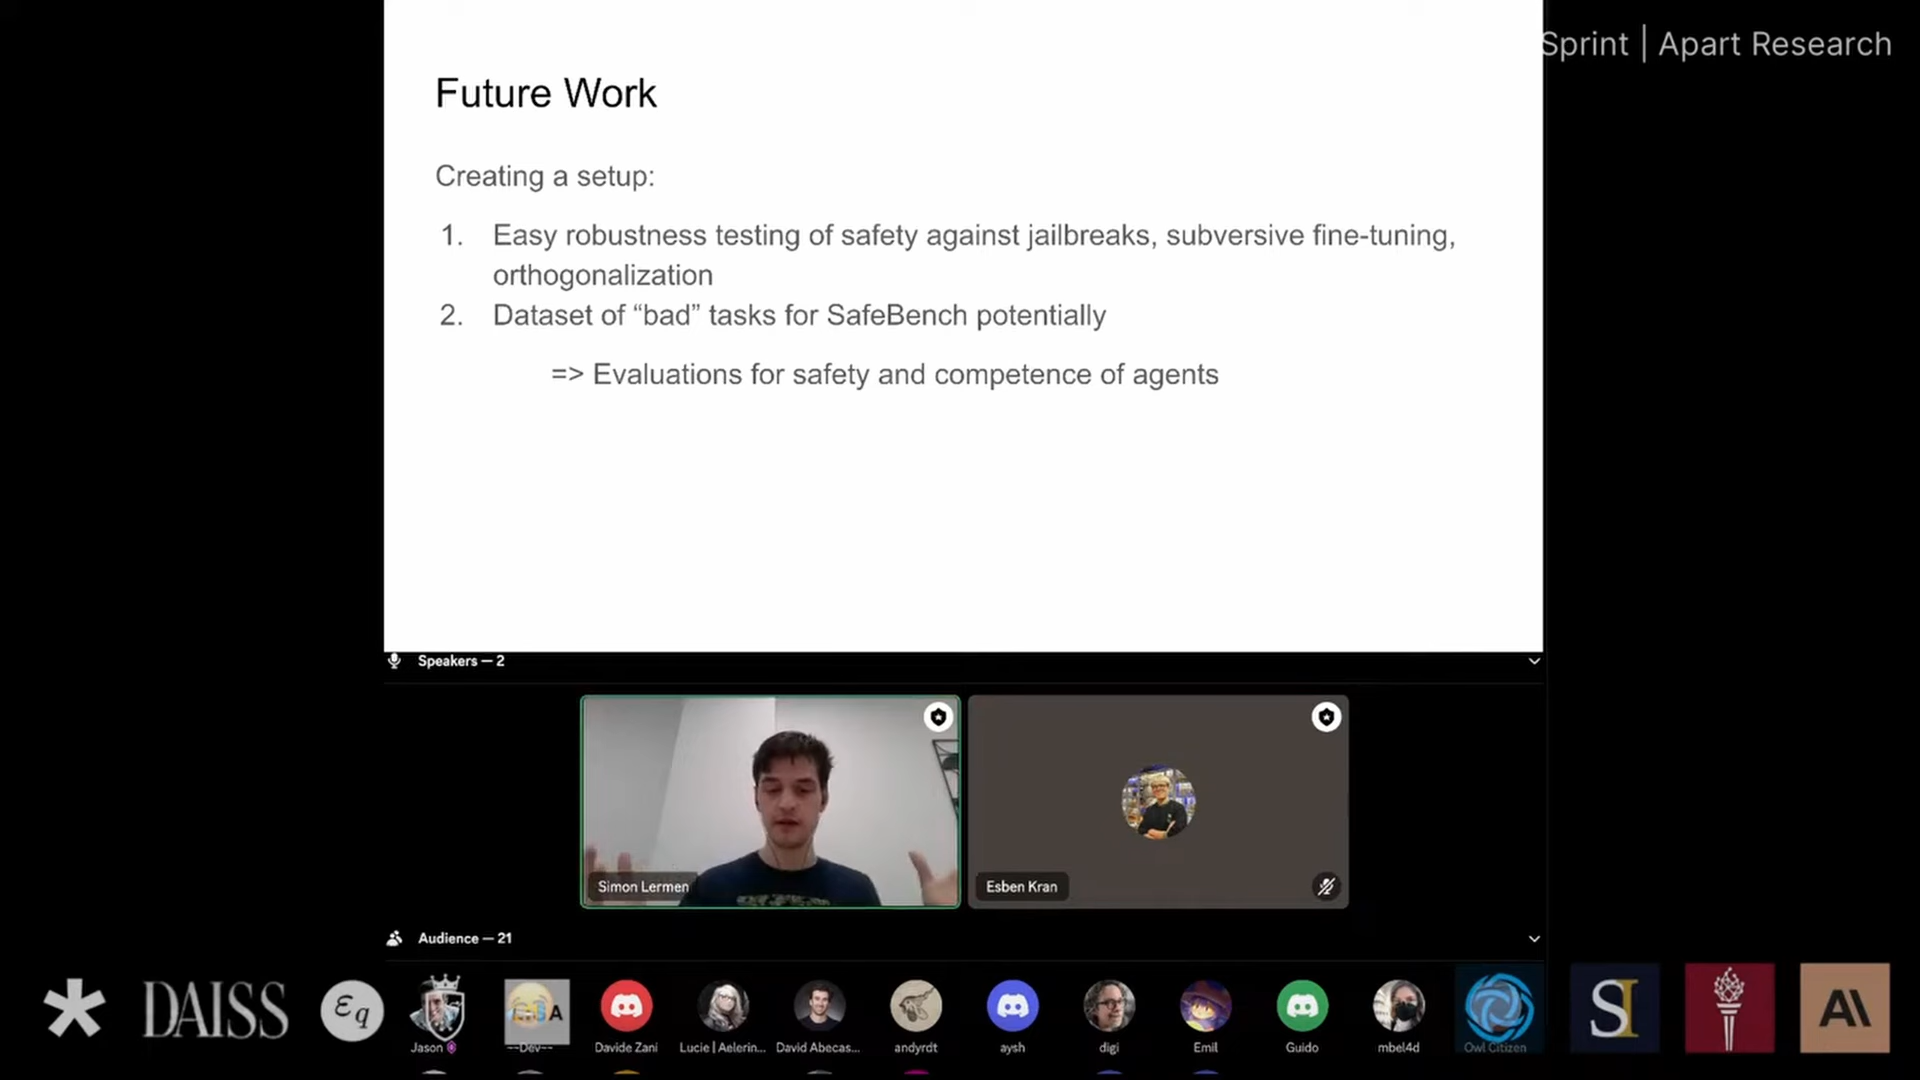 Sprint | Apart Research
Future Work
Creating a setup:
1. Easy robustness testing of safety against jailbreaks, subversive fine-tuning,
orthogonalization
2. Dataset of “bad” tasks for SafeBench potentially
=> Evaluations for safety and competence of agents
Speakers — 2
Simon Lermen
Esben Kran
Audience — 21
DAISS
εq
A
SI
AI
Jason
~~Dev~~
Davide Zani
Lucie | Aelerin...
David Abecas...
andyrdt
aysh
digi
Emil
Guido
mbel4d
Owl Citizen